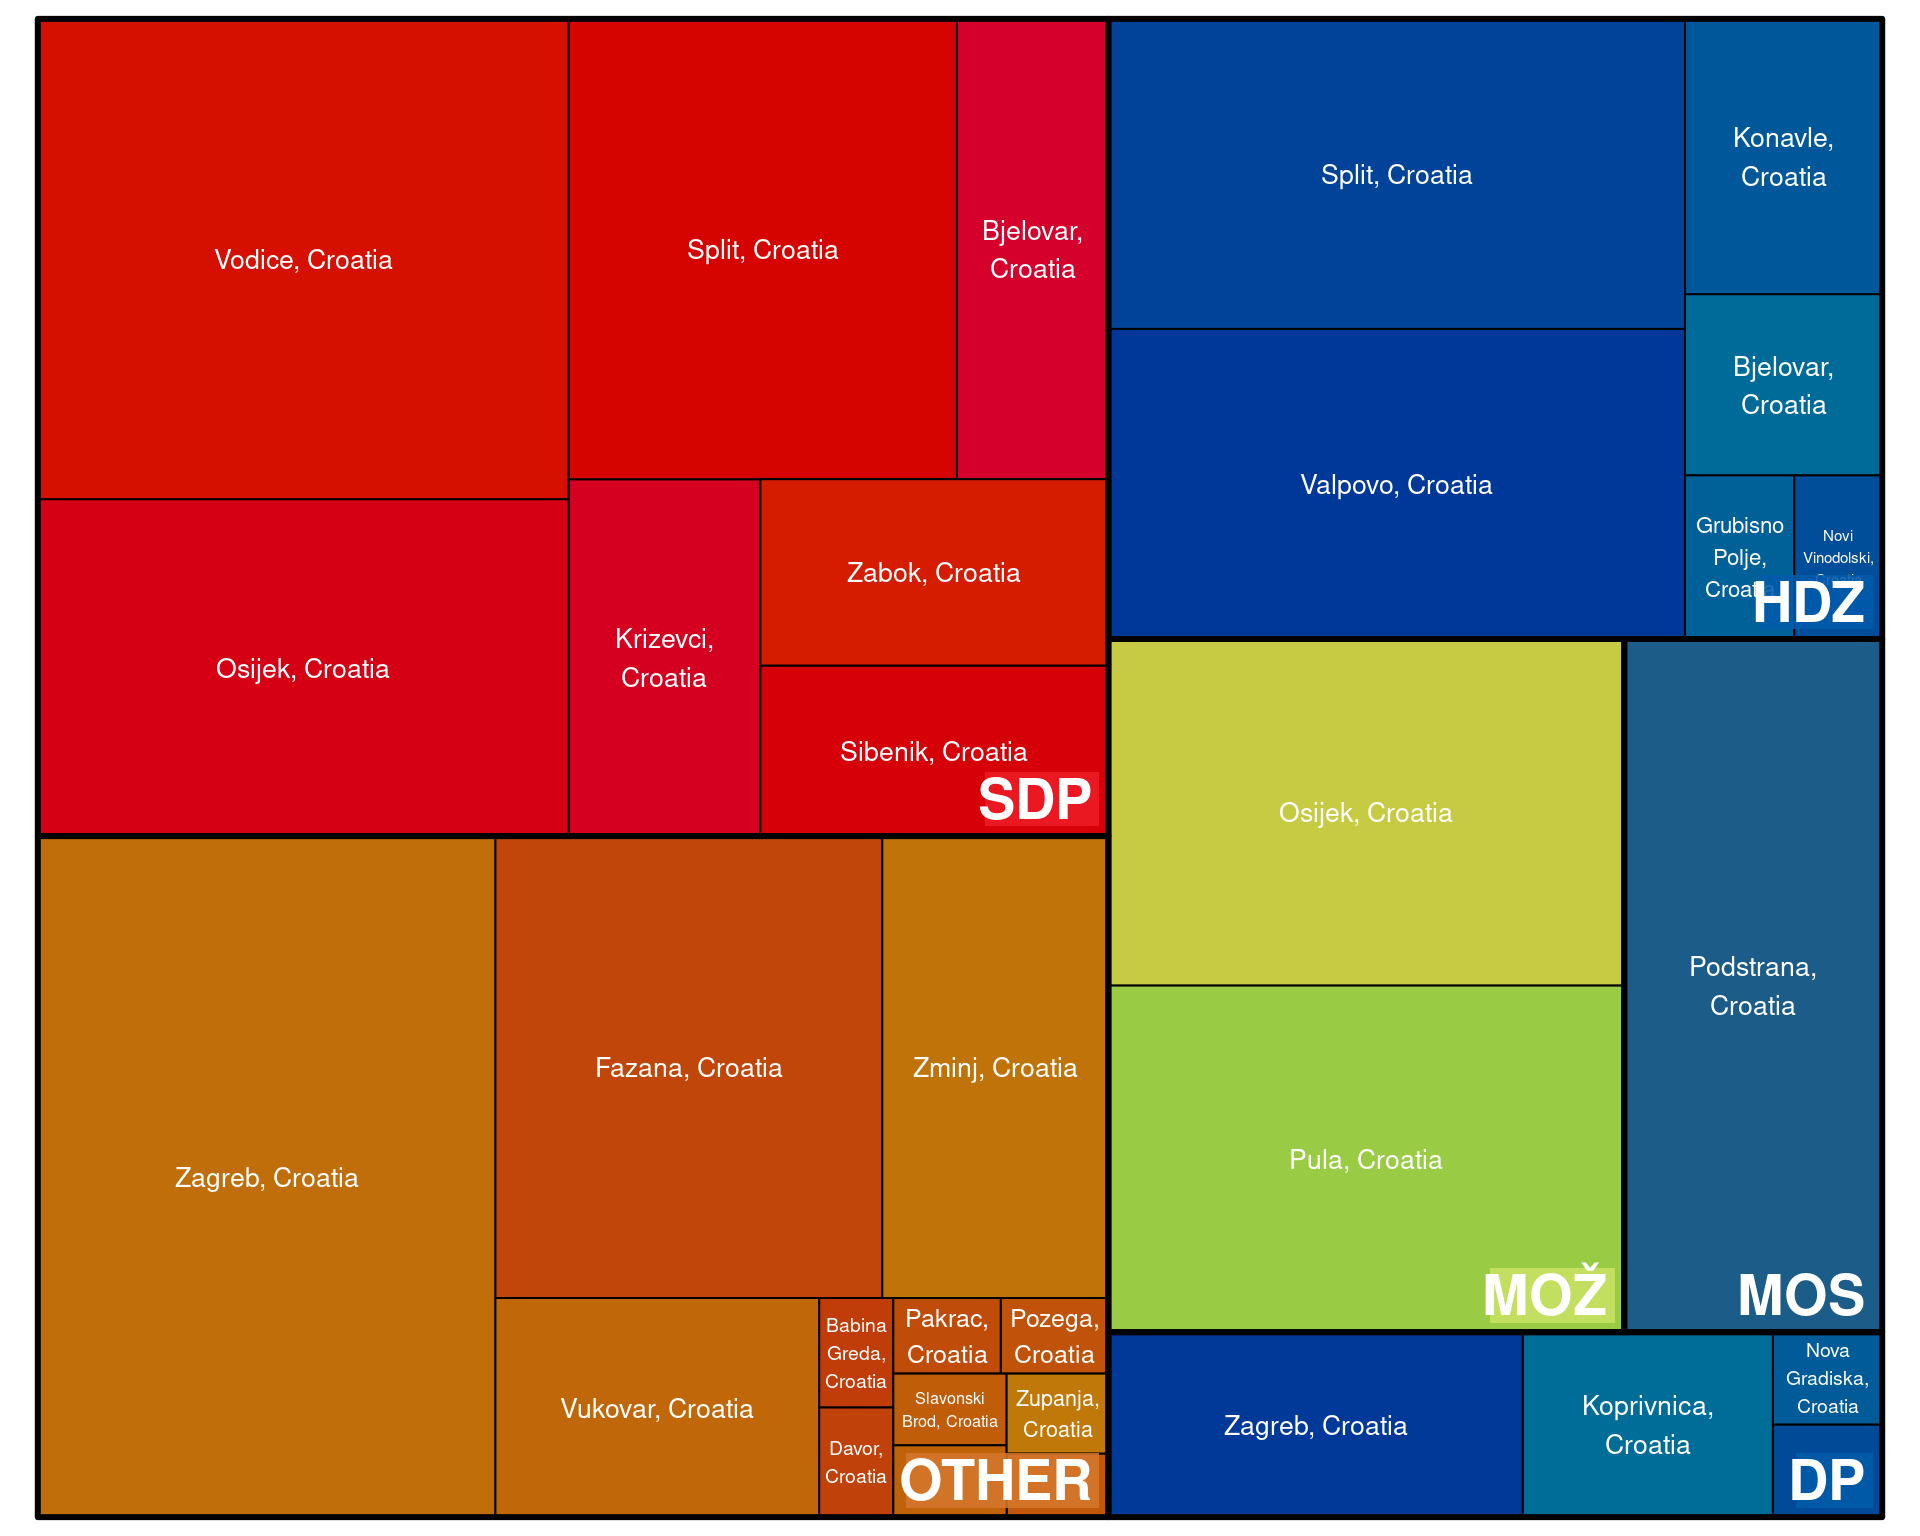 Vodice, Croatia
Split, Croatia
Bjelovar,
Croatia
Osijek, Croatia
Krizevci,
Croatia
Zabok, Croatia
Sibenik, Croatia
SDP
Split, Croatia
Konavle,
Croatia
Bjelovar,
Croatia
Valpovo, Croatia
Grubisno
Polje,
Croatia
Novi
Vinodolski,
Croatia
HDZ
Osijek, Croatia
Pula, Croatia
MOŽ
Podstrana,
Croatia
MOS
Zagreb, Croatia
Fazana, Croatia
Zminj, Croatia
Vukovar, Croatia
Babina
Greda,
Croatia
Davor,
Croatia
Pakrac,
Croatia
Pozega,
Croatia
Slavonski
Brod, Croatia
Zupanja,
Croatia
OTHER
Zagreb, Croatia
Koprivnica,
Croatia
Nova
Gradiska,
Croatia
DP